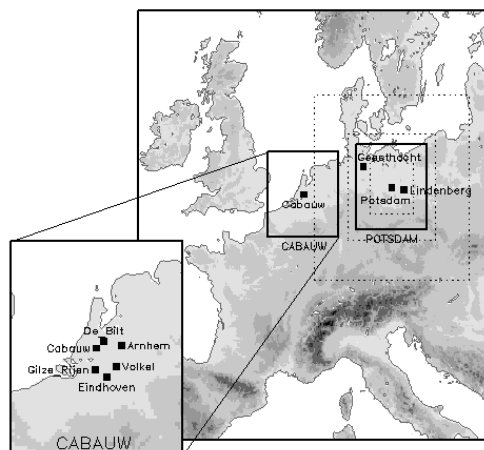 Geesthacht
Lindenberg
Potsdam
Cabauw
CABAUW
POTSDAM
De Bilt
Cabauw
Arnhem
Gilze Rijen
Volkel
Eindhoven
CABAUW